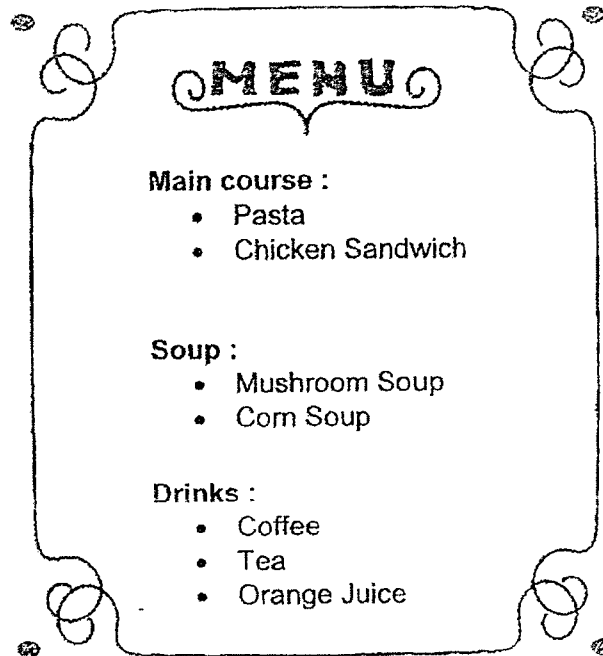 MENU
Main course :
• Pasta
• Chicken Sandwich
Soup :
• Mushroom Soup
• Corn Soup
Drinks :
• Coffee
• Tea
• Orange Juice